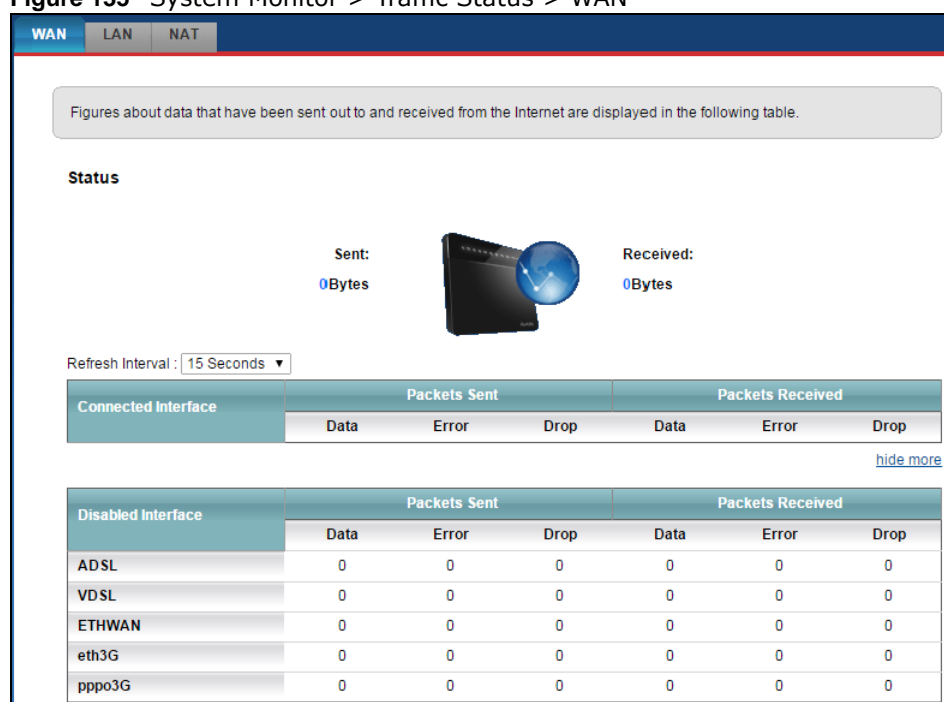 Figure 135 System Monitor > Traffic Status > WAN
WAN LAN NAT
Figures about data that have been sent out to and received from the Internet are displayed in the following table.
Status
Sent: Received:
0Bytes 0Bytes
Refresh Interval : 15 Seconds ▼
Connected Interface Packets Sent Packets Received
Data Error Drop Data Error Drop
hide more
Disabled Interface Packets Sent Packets Received
Data Error Drop Data Error Drop
ADSL 0 0 0 0 0 0
VDSL 0 0 0 0 0 0
ETHWAN 0 0 0 0 0 0
eth3G 0 0 0 0 0 0
pppo3G 0 0 0 0 0 0